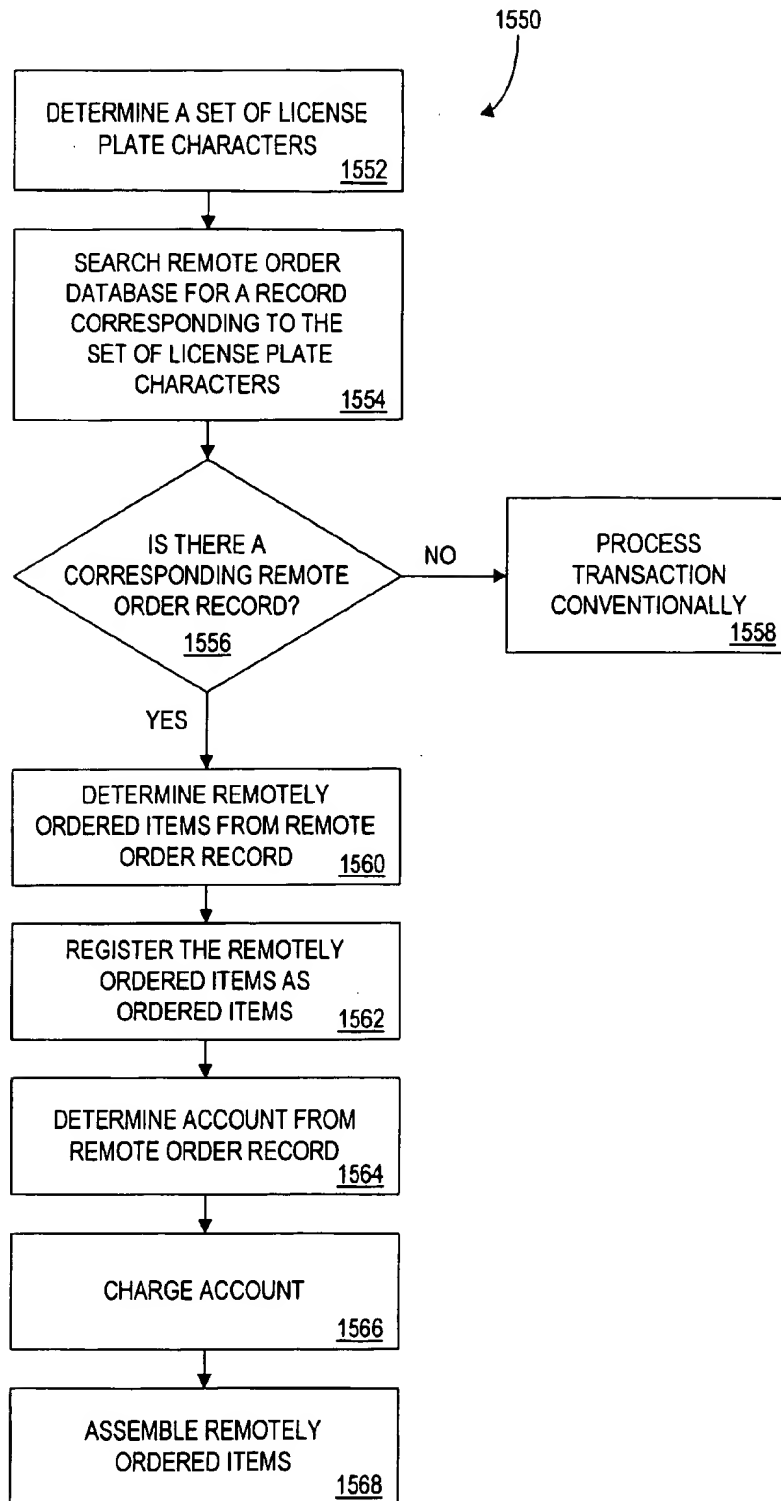 1550
DETERMINE A SET OF LICENSE
PLATE CHARACTERS
1552
SEARCH REMOTE ORDER
DATABASE FOR A RECORD
CORRESPONDING TO THE
SET OF LICENSE PLATE
CHARACTERS
1554
IS THERE A
CORRESPONDING REMOTE
ORDER RECORD?
1556
NO
PROCESS
TRANSACTION
CONVENTIONALLY
1558
YES
DETERMINE REMOTELY
ORDERED ITEMS FROM REMOTE
ORDER RECORD
1560
REGISTER THE REMOTELY
ORDERED ITEMS AS
ORDERED ITEMS
1562
DETERMINE ACCOUNT FROM
REMOTE ORDER RECORD
1564
CHARGE ACCOUNT
1566
ASSEMBLE REMOTELY
ORDERED ITEMS
1568